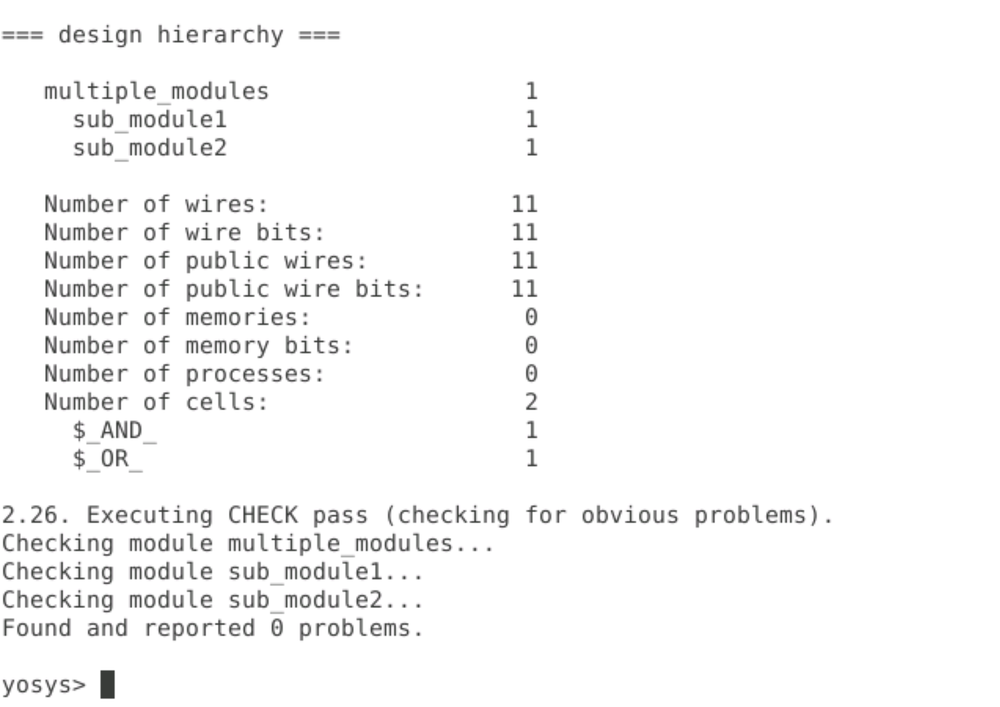 === design hierarchy ===
multiple_modules 1
sub_module1 1
sub_module2 1
Number of wires: 11
Number of wire bits: 11
Number of public wires: 11
Number of public wire bits: 11
Number of memories: 0
Number of memory bits: 0
Number of processes: 0
Number of cells: 2
$_AND_ 1
$_OR_ 1
2.26. Executing CHECK pass (checking for obvious problems).
Checking module multiple_modules...
Checking module sub_module1...
Checking module sub_module2...
Found and reported 0 problems.
yosys>